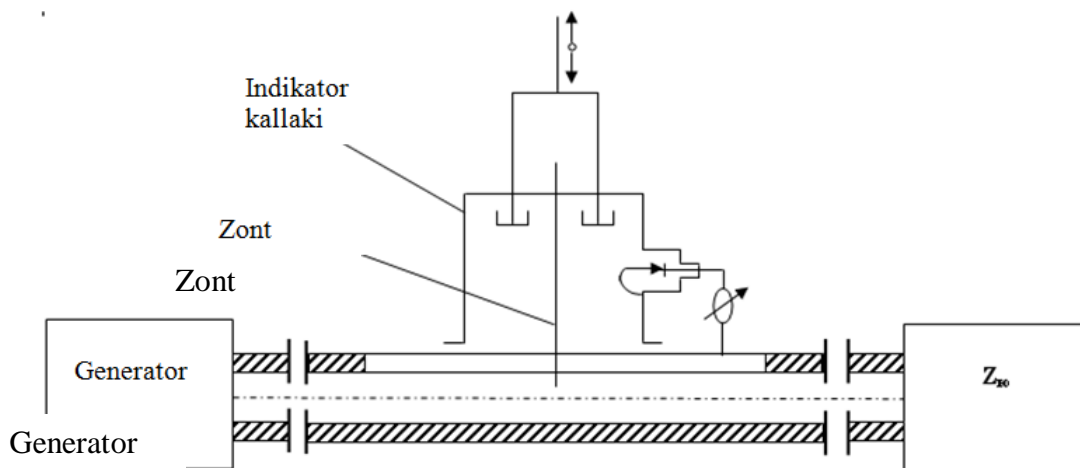 Indikator
kallaki
Zont
Zont
Generator
Generator